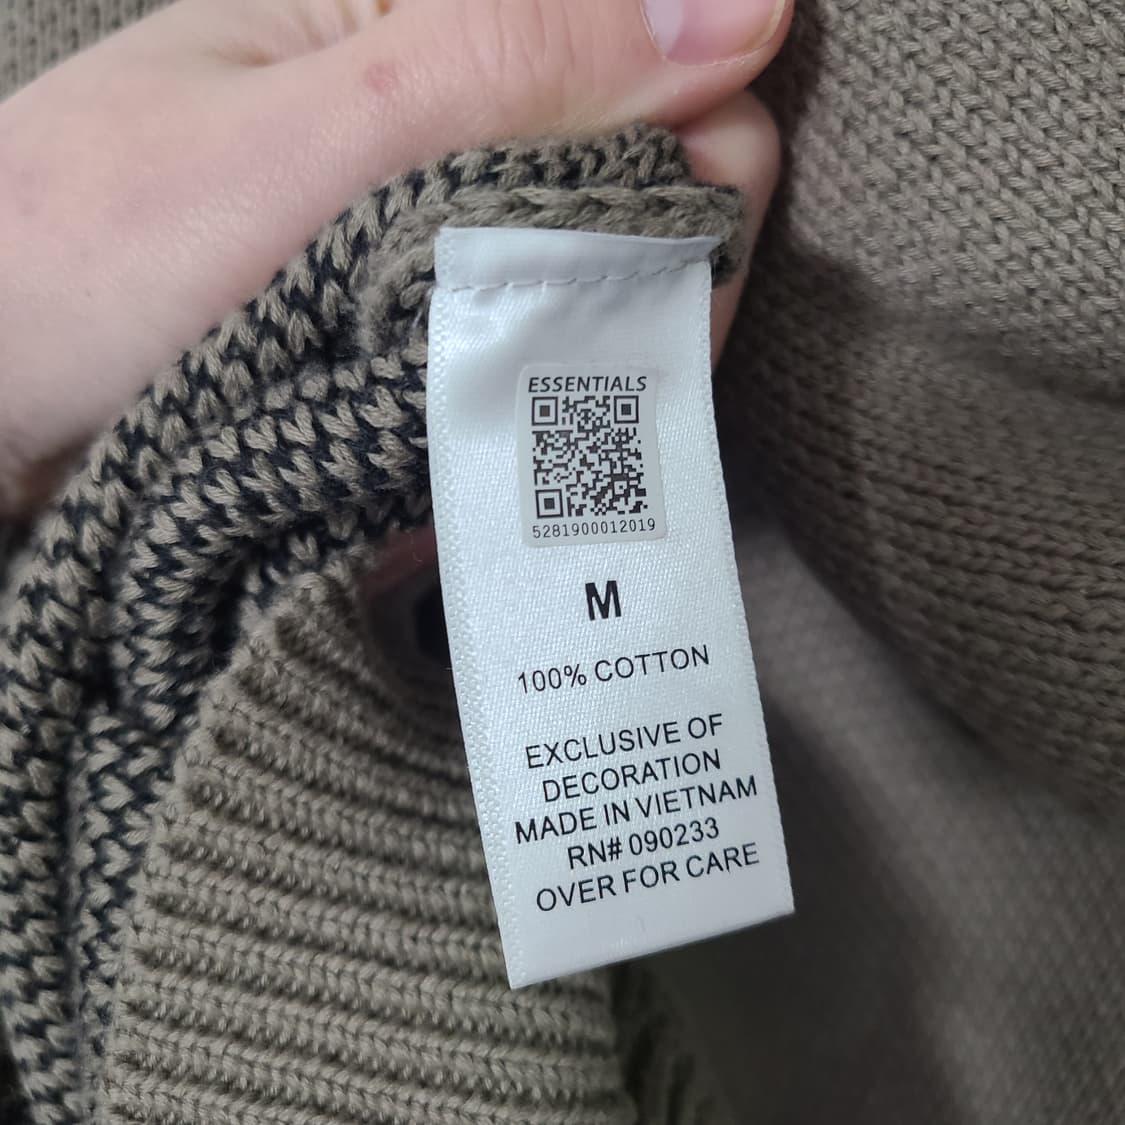 ESSENTIALS
5281900012019
M
100% COTTON
EXCLUSIVE OF
DECORATION
MADE IN VIETNAM
RN# 090233
OVER FOR CARE